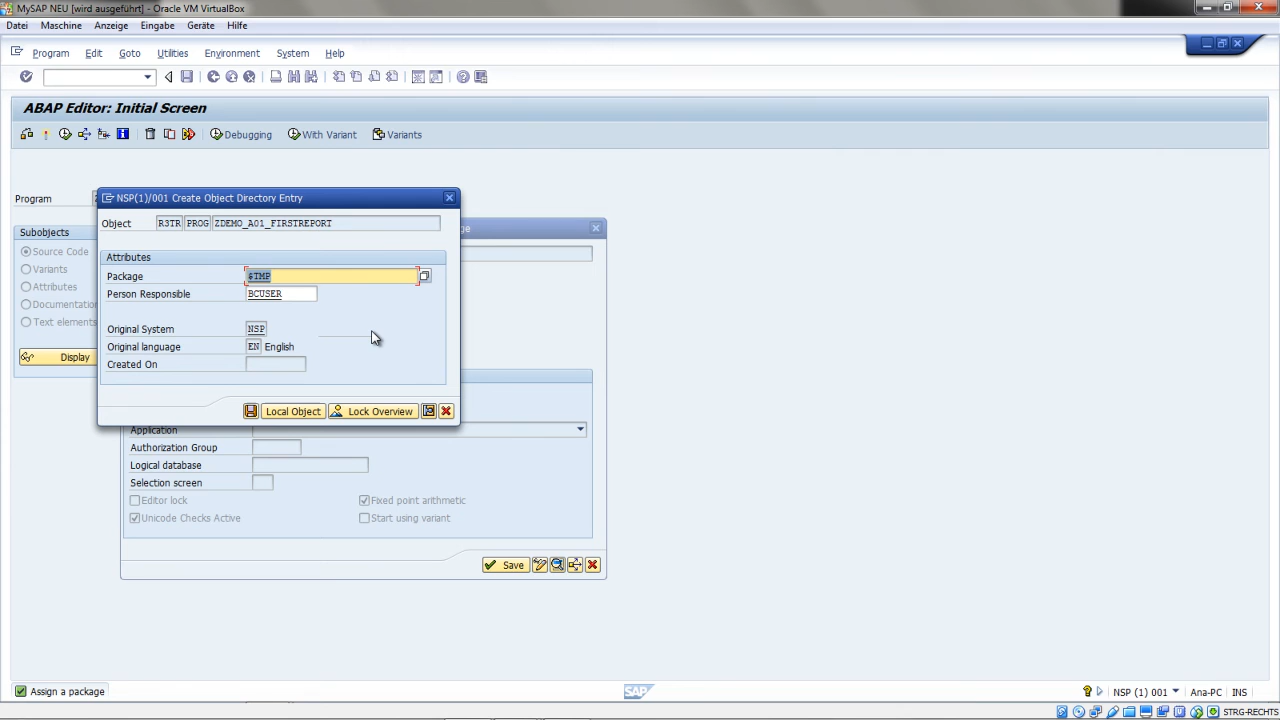 MySAP NEU [wird ausgeführt] - Oracle VM VirtualBox
Datei Maschine Anzeige Eingabe Geräte Hilfe
Program Edit Goto Utilities Environment System Help
ABAP Editor: Initial Screen
Debugging With Variant Variants
Program
NSP(1)/001 Create Object Directory Entry
Object R3TR PROG ZDEMO_A01_FIRSTREPORT
Subobjects
Source Code
Variants
Attributes
Documentation
Text elements
Display
Attributes
Package $TMP
Person Responsible BCUSER
Original System NSP
Original language EN English
Created On
Local Object Lock Overview
Application
Authorization Group
Logical database
Selection screen
Editor lock Fixed point arithmetic
Unicode Checks Active Start using variant
Save
Assign a package SAP NSP (1) 001 Ana-PC INS
STRG-RECHTS